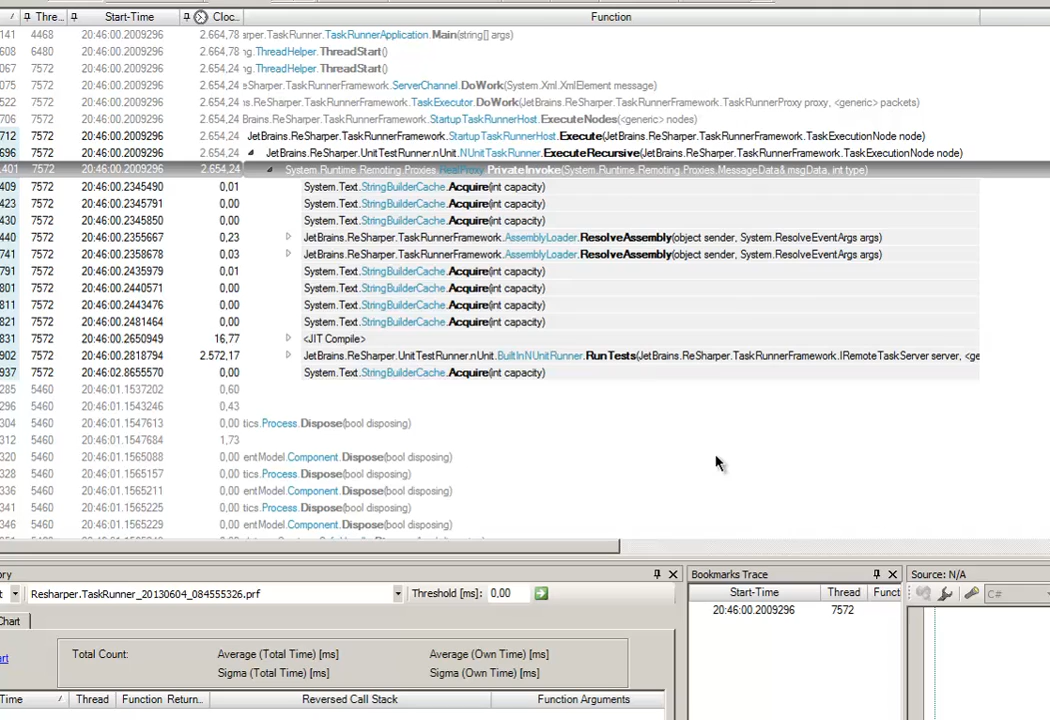 / Thre... Start-Time Cloc... Function
141 4468 20:46:00.2009296 2.664,78 srper.TaskRunner.TaskRunnerApplication.Main(string[] args)
608 6480 20:46:00.2009296 2.664,78 ng.ThreadHelper.ThreadStart()
067 7572 20:46:00.2009296 2.654,24 ng.ThreadHelper.ThreadStart()
075 7572 20:46:00.2009296 2.654,24 eSharper.TaskRunnerFramework.ServerChannel.DoWork(System.Xml.XmlElement message)
522 7572 20:46:00.2009296 2.654,24 ns.ReSharper.TaskRunnerFramework.TaskExecutor.DoWork(JetBrains.ReSharper.TaskRunnerFramework.TaskRunnerProxy proxy, <generic> packets)
706 7572 20:46:00.2009296 2.654,24 Brains.ReSharper.TaskRunnerFramework.StartupTaskRunnerHost.ExecuteNodes(<generic> nodes)
712 7572 20:46:00.2009296 2.654,24 JetBrains.ReSharper.TaskRunnerFramework.StartupTaskRunnerHost.Execute(JetBrains.ReSharper.TaskRunnerFramework.TaskExecutionNode node)
696 7572 20:46:00.2009296 2.654,24 JetBrains.ReSharper.UnitTestRunner.nUnit.NUnitTaskRunner.ExecuteRecursive(JetBrains.ReSharper.TaskRunnerFramework.TaskExecutionNode node)
401 7572 20:46:00.2009296 2.654,24 System.Runtime.Remoting.Proxies.RealProxy.PrivateInvoke(System.Runtime.Remoting.Proxies.MessageData& msgData, int type)
409 7572 20:46:00.2345490 0,01 System.Text.StringBuilderCache.Acquire(int capacity)
423 7572 20:46:00.2345791 0,00 System.Text.StringBuilderCache.Acquire(int capacity)
430 7572 20:46:00.2345850 0,00 System.Text.StringBuilderCache.Acquire(int capacity)
440 7572 20:46:00.2355667 0,23 JetBrains.ReSharper.TaskRunnerFramework.AssemblyLoader.ResolveAssembly(object sender, System.ResolveEventArgs args)
741 7572 20:46:00.2358678 0,03 JetBrains.ReSharper.TaskRunnerFramework.AssemblyLoader.ResolveAssembly(object sender, System.ResolveEventArgs args)
791 7572 20:46:00.2435979 0,01 System.Text.StringBuilderCache.Acquire(int capacity)
801 7572 20:46:00.2440571 0,00 System.Text.StringBuilderCache.Acquire(int capacity)
811 7572 20:46:00.2443476 0,00 System.Text.StringBuilderCache.Acquire(int capacity)
821 7572 20:46:00.2481464 0,00 System.Text.StringBuilderCache.Acquire(int capacity)
831 7572 20:46:00.2650949 16,77 <JIT Compile>
902 7572 20:46:00.2818794 2.572,17 JetBrains.ReSharper.UnitTestRunner.nUnit.BuiltInNUnitRunner.RunTests(JetBrains.ReSharper.TaskRunnerFramework.IRemoteTaskServer server, <ge
937 7572 20:46:02.8655570 0,00 System.Text.StringBuilderCache.Acquire(int capacity)
285 5460 20:46:01.1537202 0,60
296 5460 20:46:01.1543246 0,43
304 5460 20:46:01.1547613 0,00 tics.Process.Dispose(bool disposing)
312 5460 20:46:01.1547684 1,73
320 5460 20:46:01.1565088 0,00 entModel.Component.Dispose(bool disposing)
328 5460 20:46:01.1565157 0,00 tics.Process.Dispose(bool disposing)
336 5460 20:46:01.1565211 0,00 entModel.Component.Dispose(bool disposing)
341 5460 20:46:01.1565225 0,00 tics.Process.Dispose(bool disposing)
346 5460 20:46:01.1565229 0,00 entModel.Component.Dispose(bool disposing)
ory Bookmarks Trace Source: N/A
t Resharper.TaskRunner_20130604_084555326.prf Threshold [ms]: 0,00 Start-Time Thread Funct C#
20:46:00.2009296 7572
Chart
art Total Count: Average (Total Time) [ms] Average (Own Time) [ms]
Sigma (Total Time) [ms] Sigma (Own Time) [ms]
Time / Thread Function Return... Reversed Call Stack Function Arguments